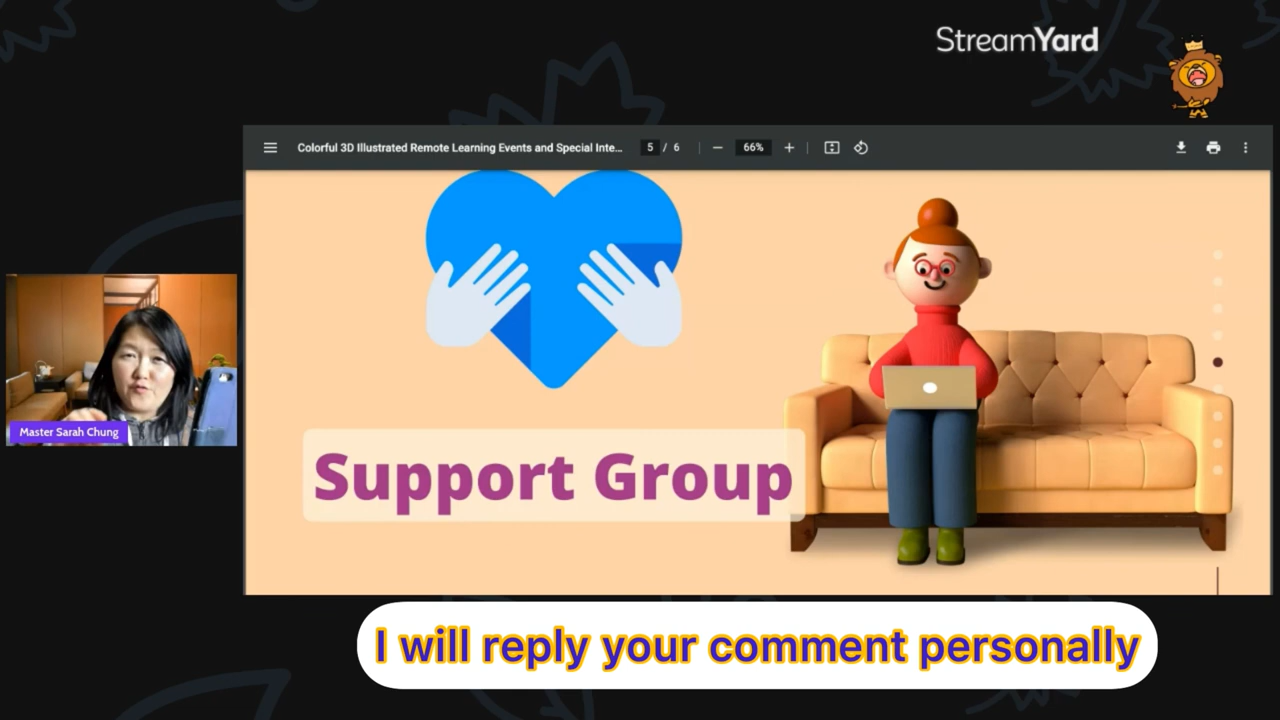 StreamYard
Colorful 3D Illustrated Remote Learning Events and Special Inte...
5 / 6
66%
Master Sarah Chung
Support Group
I will reply your comment personally